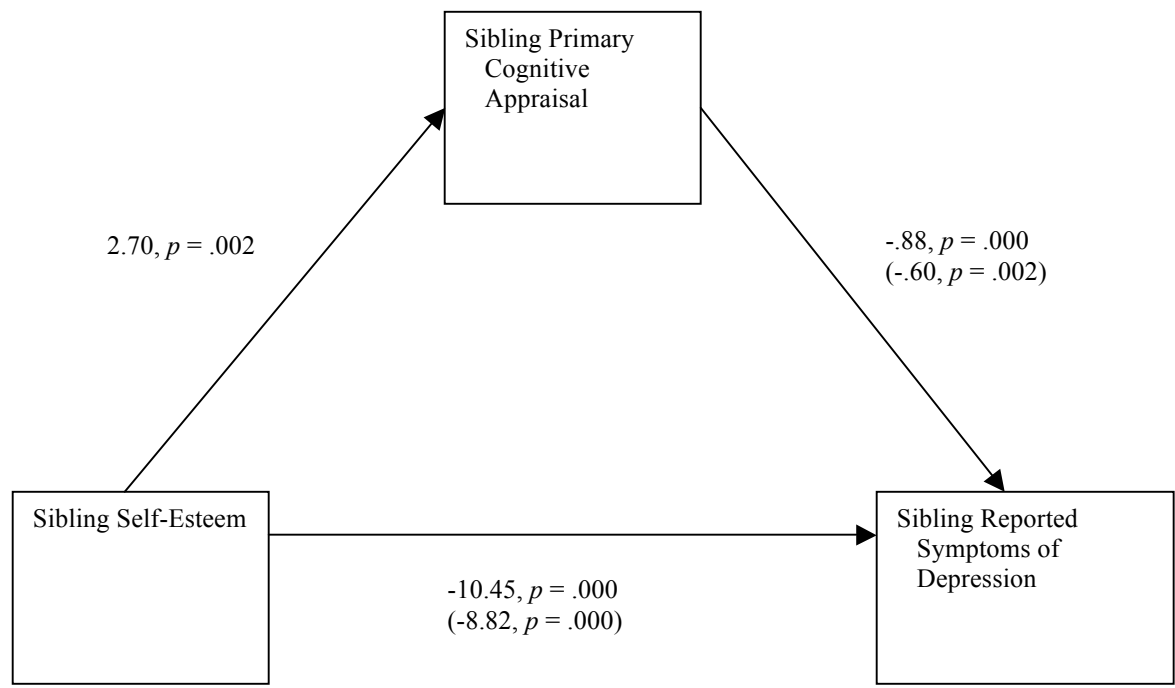 Sibling Primary
Cognitive
Appraisal
2.70, p = .002
-.88, p = .000
(-.60, p = .002)
Sibling Self-Esteem
Sibling Reported
Symptoms of
Depression
-10.45, p = .000
(-8.82, p = .000)